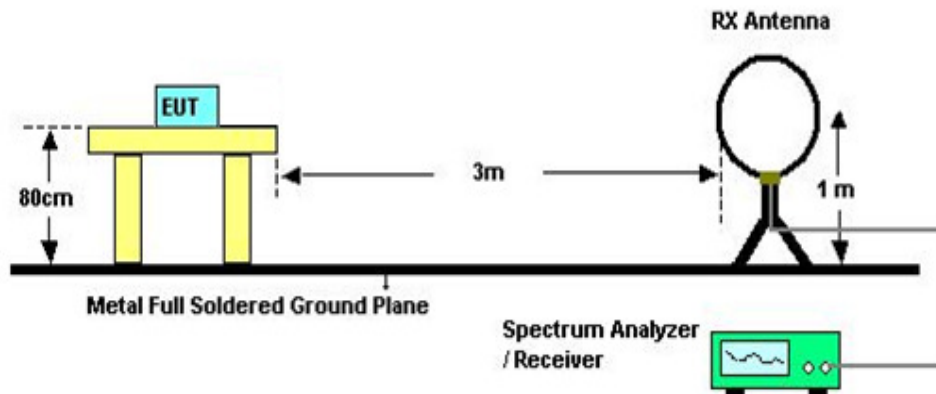 RX Antenna
EUT
3m
80cm
1 m
Metal Full Soldered Ground Plane
Spectrum Analyzer
/ Receiver